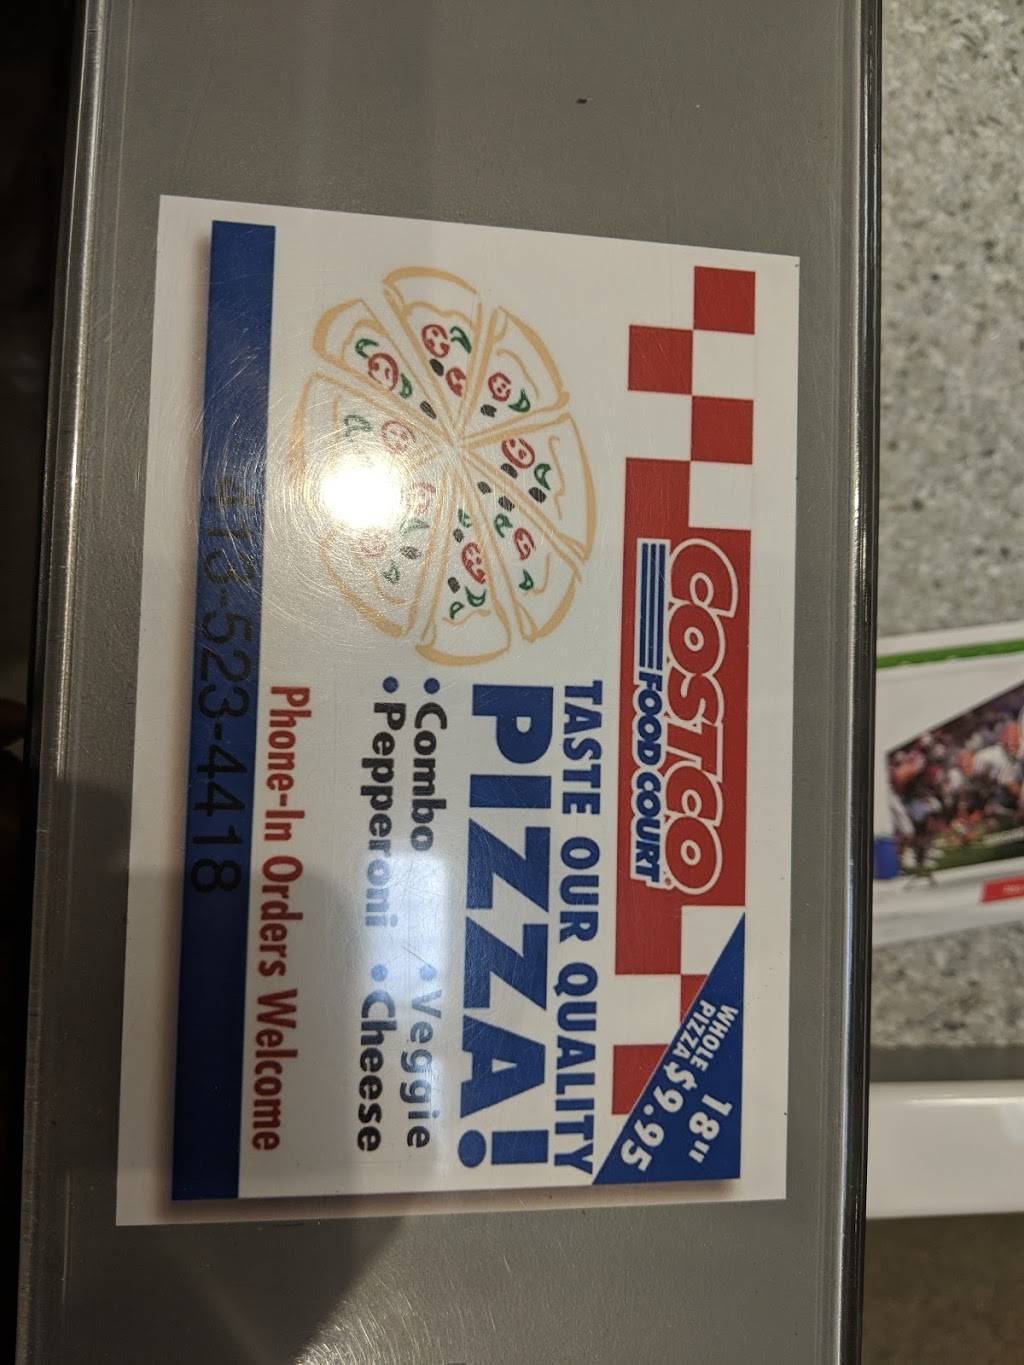 COSTCO
FOOD COURT
WHOLE 18"
PIZZA $9.95
TASTE OUR QUALITY
PIZZA!
•Combo •Veggie
•Pepperoni •Cheese
Phone-In Orders Welcome
413-523-4418